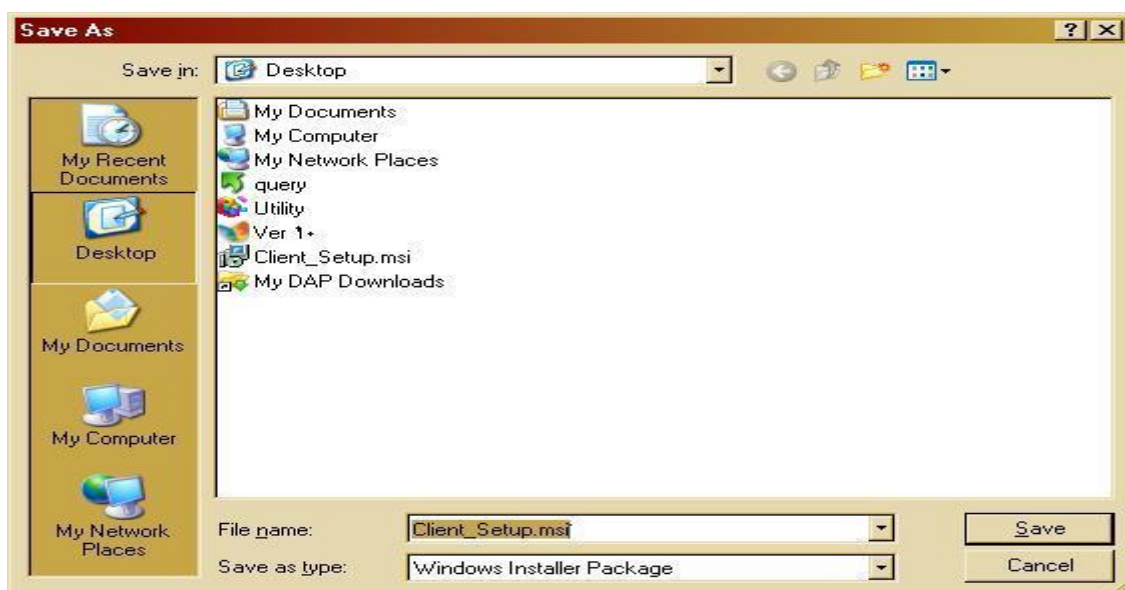 Save As
?
Save in:
Desktop
My Recent
Documents
Desktop
My Documents
My Computer
My Network
Places
My Documents
My Computer
My Network Places
query
Utility
Ver 1+
Client_Setup.msi
My DAP Downloads
File name:
Client_Setup.msi
Save
Save as type:
Windows Installer Package
Cancel